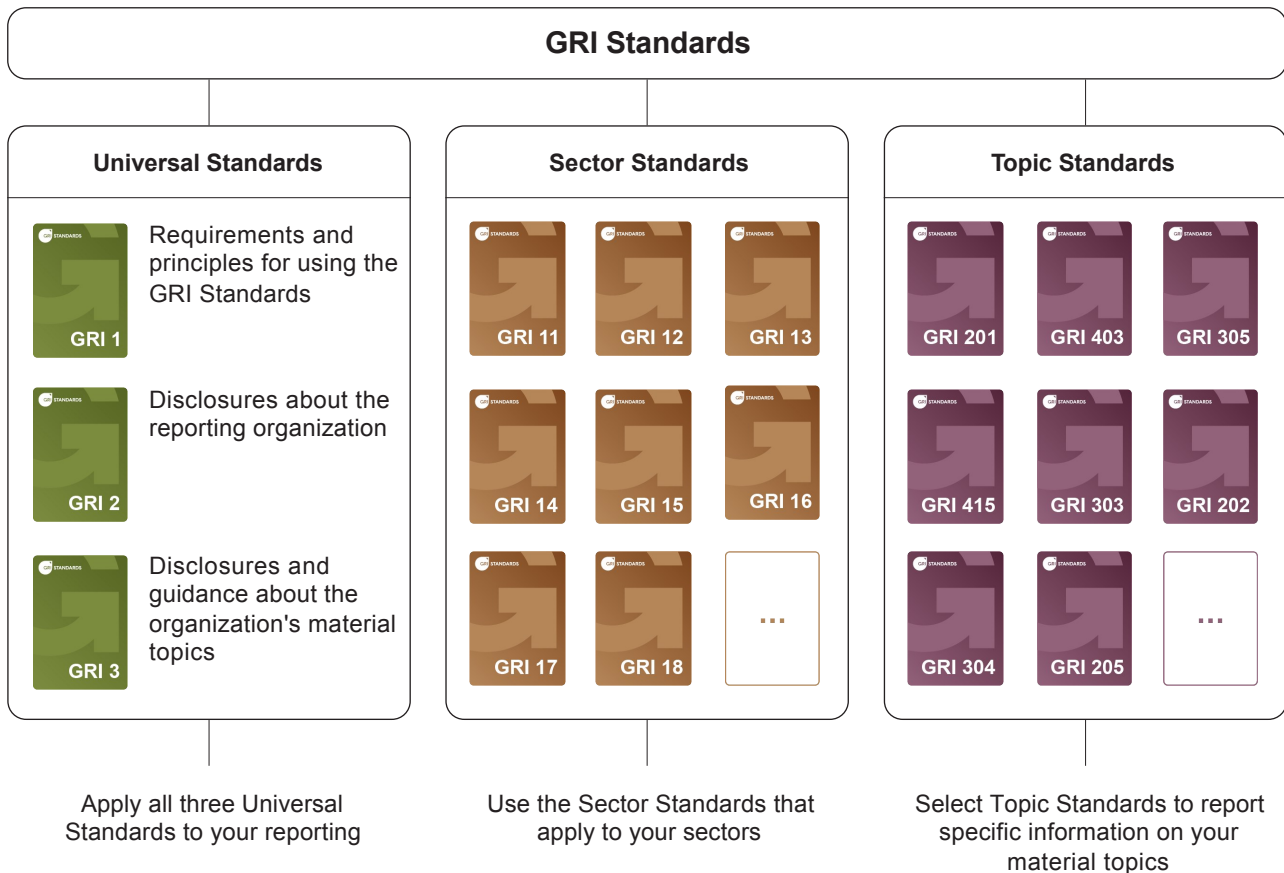 GRI Standards
Universal Standards
GRI STANDARDS
GRI 1
Requirements and
principles for using the
GRI Standards
GRI STANDARDS
GRI 2
Disclosures about the
reporting organization
GRI STANDARDS
GRI 3
Disclosures and
guidance about the
organization's material
topics
Apply all three Universal
Standards to your reporting
Sector Standards
GRI STANDARDS
GRI 11
GRI STANDARDS
GRI 12
GRI STANDARDS
GRI 13
GRI STANDARDS
GRI 14
GRI STANDARDS
GRI 15
GRI STANDARDS
GRI 16
GRI STANDARDS
GRI 17
GRI STANDARDS
GRI 18
...
Use the Sector Standards that
apply to your sectors
Topic Standards
GRI STANDARDS
GRI 201
GRI STANDARDS
GRI 403
GRI STANDARDS
GRI 305
GRI STANDARDS
GRI 415
GRI STANDARDS
GRI 303
GRI STANDARDS
GRI 202
GRI STANDARDS
GRI 304
GRI STANDARDS
GRI 205
...
Select Topic Standards to report
specific information on your
material topics